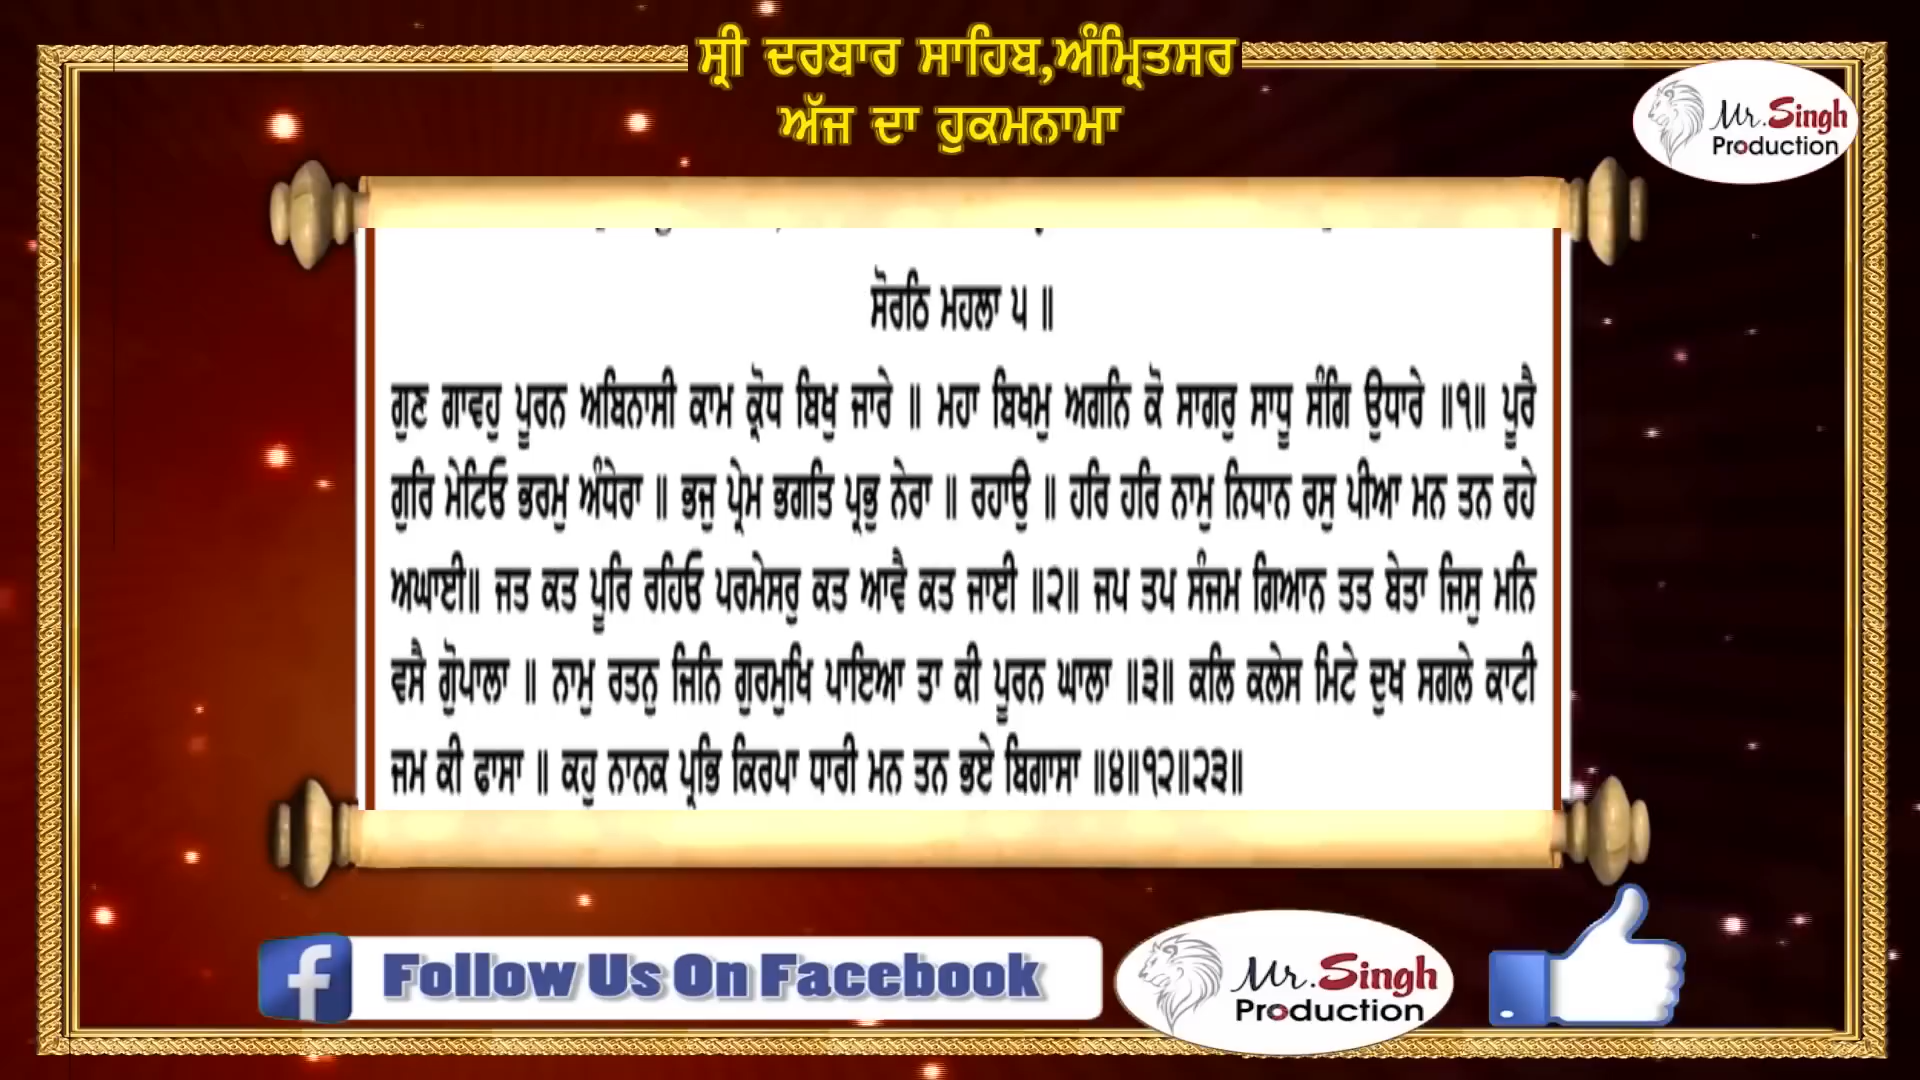 ਸ੍ਰੀ ਦਰਬਾਰ ਸਾਹਿਬ,ਅੰਮ੍ਰਿਤਸਰ
ਅੱਜ ਦਾ ਹੁਕਮਨਾਮਾ
Mr.Singh
Production
ਸੋਰਠਿ ਮਹਲਾ ੫ ॥
ਗੁਣ ਗਾਵਹੁ ਪੂਰਨ ਅਬਿਨਾਸੀ ਕਾਮ ਕ੍ਰੋਧ ਬਿਖੁ ਜਾਰੇ ॥ ਮਹਾ ਬਿਖਮੁ ਅਗਨਿ ਕੋ ਸਾਗਰੁ ਸਾਧੂ ਸੰਗਿ ਉਧਾਰੇ ॥੧॥ ਪੂਰੈ
ਗੁਰਿ ਮੇਟਿਓ ਭਰਮੁ ਅੰਧੇਰਾ ॥ ਭਜੁ ਪ੍ਰੇਮ ਭਗਤਿ ਪ੍ਰਭੁ ਨੇਰਾ ॥ ਰਹਾਉ ॥ ਹਰਿ ਹਰਿ ਨਾਮੁ ਨਿਧਾਨ ਰਸੁ ਪੀਆ ਮਨ ਤਨ ਰਹੇ
ਅਘਾਈ॥ ਜਤ ਕਤ ਪੂਰਿ ਰਹਿਓ ਪਰਮੇਸਰੁ ਕਤ ਆਵੈ ਕਤ ਜਾਈ ॥੨॥ ਜਪ ਤਪ ਸੰਜਮ ਗਿਆਨ ਤਤ ਬੇਤਾ ਜਿਸੁ ਮਨਿ
ਵਸੈ ਗੁੋਪਾਲਾ ॥ ਨਾਮੁ ਰਤਨੁ ਜਿਨਿ ਗੁਰਮੁਖਿ ਪਾਇਆ ਤਾ ਕੀ ਪੂਰਨ ਘਾਲਾ ॥੩॥ ਕਲਿ ਕਲੇਸ ਮਿਟੇ ਦੁਖ ਸਗਲੇ ਕਾਟੀ
ਜਮ ਕੀ ਫਾਸਾ ॥ ਕਹੁ ਨਾਨਕ ਪ੍ਰਭਿ ਕਿਰਪਾ ਧਾਰੀ ਮਨ ਤਨ ਭਏ ਬਿਗਾਸਾ ॥੪॥੧੨॥੨੩॥
Follow Us On Facebook
Mr.Singh
Production